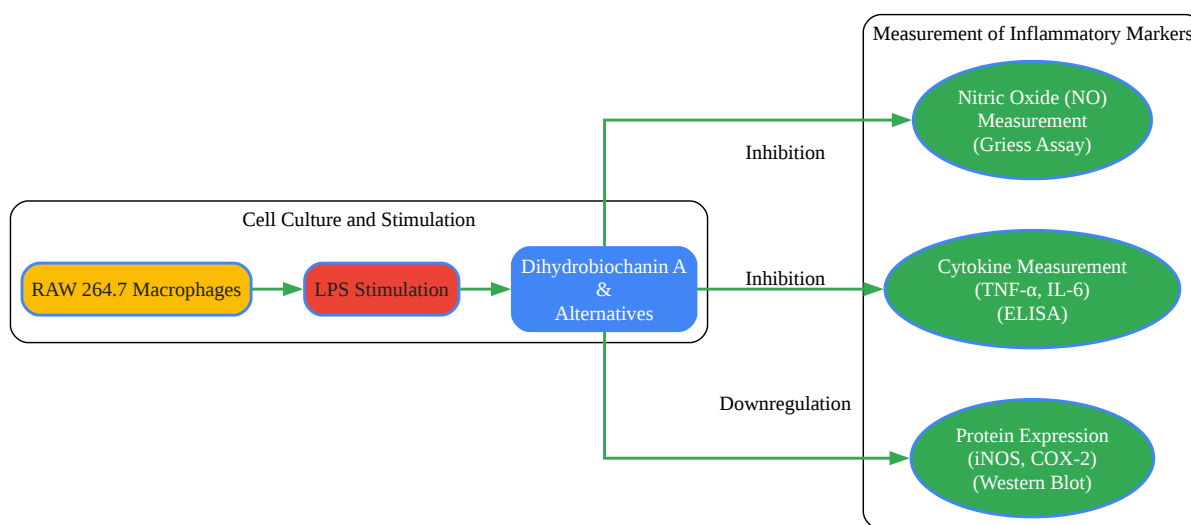 Measurement of Inflammatory Markers
Nitric Oxide (NO)
Measurement
(Griess Assay)
Inhibition
Cell Culture and Stimulation
RAW 264.7 Macrophages
LPS Stimulation
Dihydrobiochanin A
&
Alternatives
Inhibition
Cytokine Measurement
(TNF-α, IL-6)
(ELISA)
Downregulation
Protein Expression
(iNOS, COX-2)
(Western Blot)